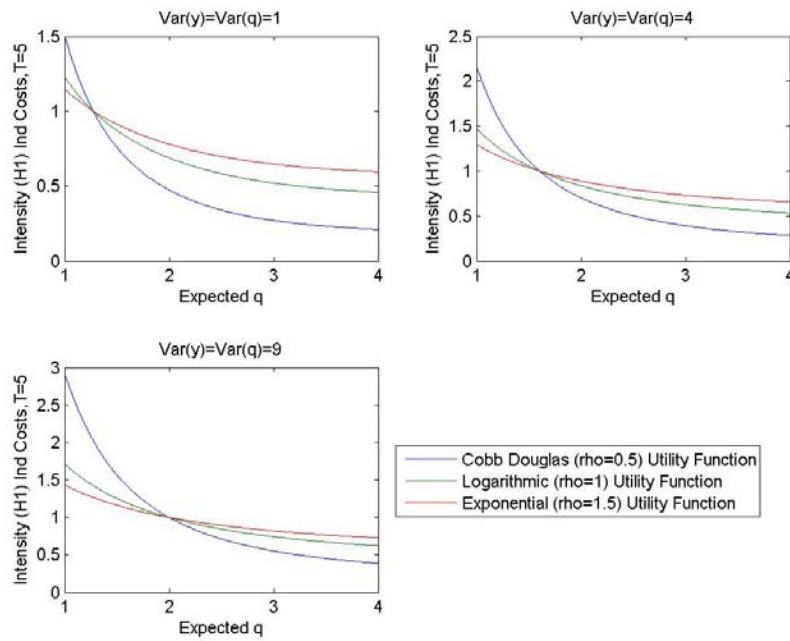 Var(y)=Var(q)=1
Intensity (H1) Ind Costs,T=5
1.5
1
0.5
0
1
2
3
4
Expected q
Var(y)=Var(q)=4
Intensity (H1) Ind Costs,T=5
2.5
2
1.5
1
0.5
0
1
2
3
4
Expected q
Var(y)=Var(q)=9
Intensity (H1) Ind Costs,T=5
3
2.5
2
1.5
1
0.5
0
1
2
3
4
Expected q
Cobb Douglas (rho=0.5) Utility Function
Logarithmic (rho=1) Utility Function
Exponential (rho=1.5) Utility Function